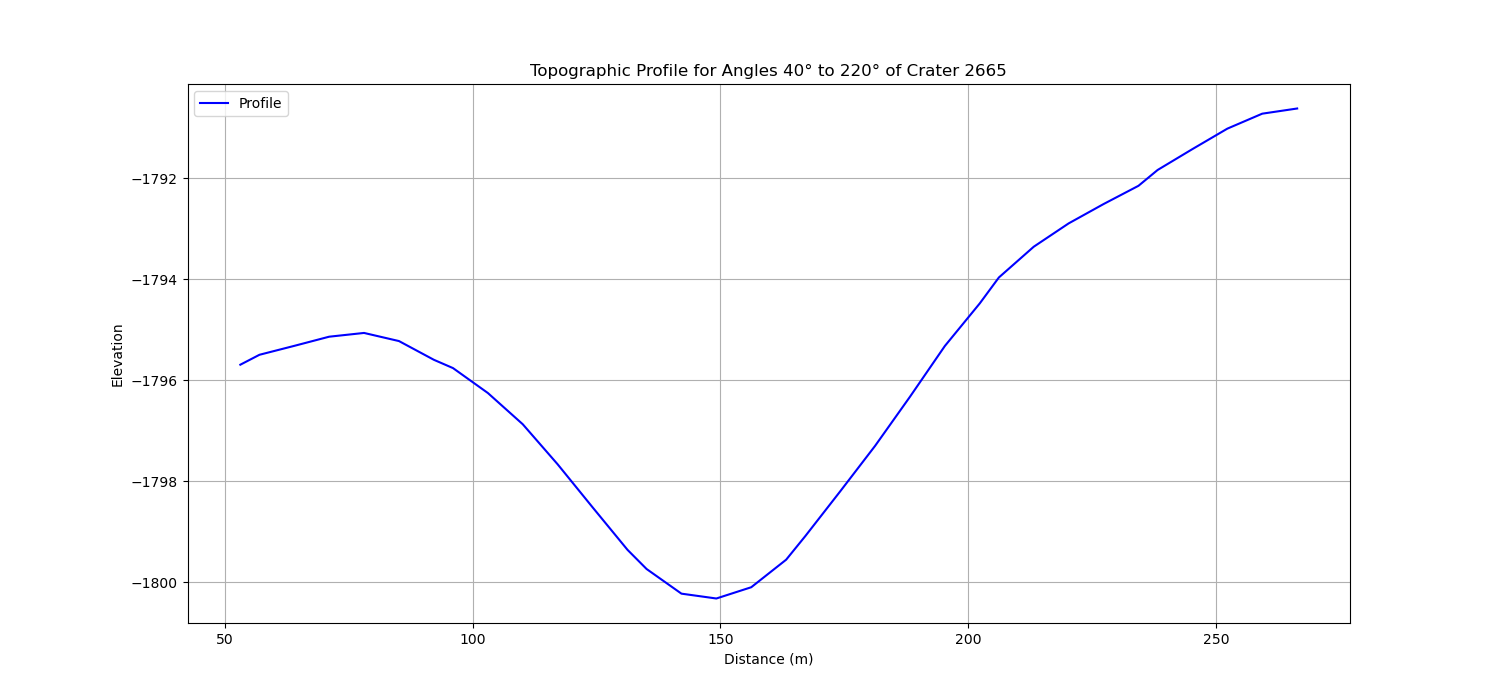 Topographic Profile for Angles 40° to 220° of Crater 2665
Profile
−1792
−1794
−1796
−1798
−1800
Elevation
50
100
150
200
250
Distance (m)